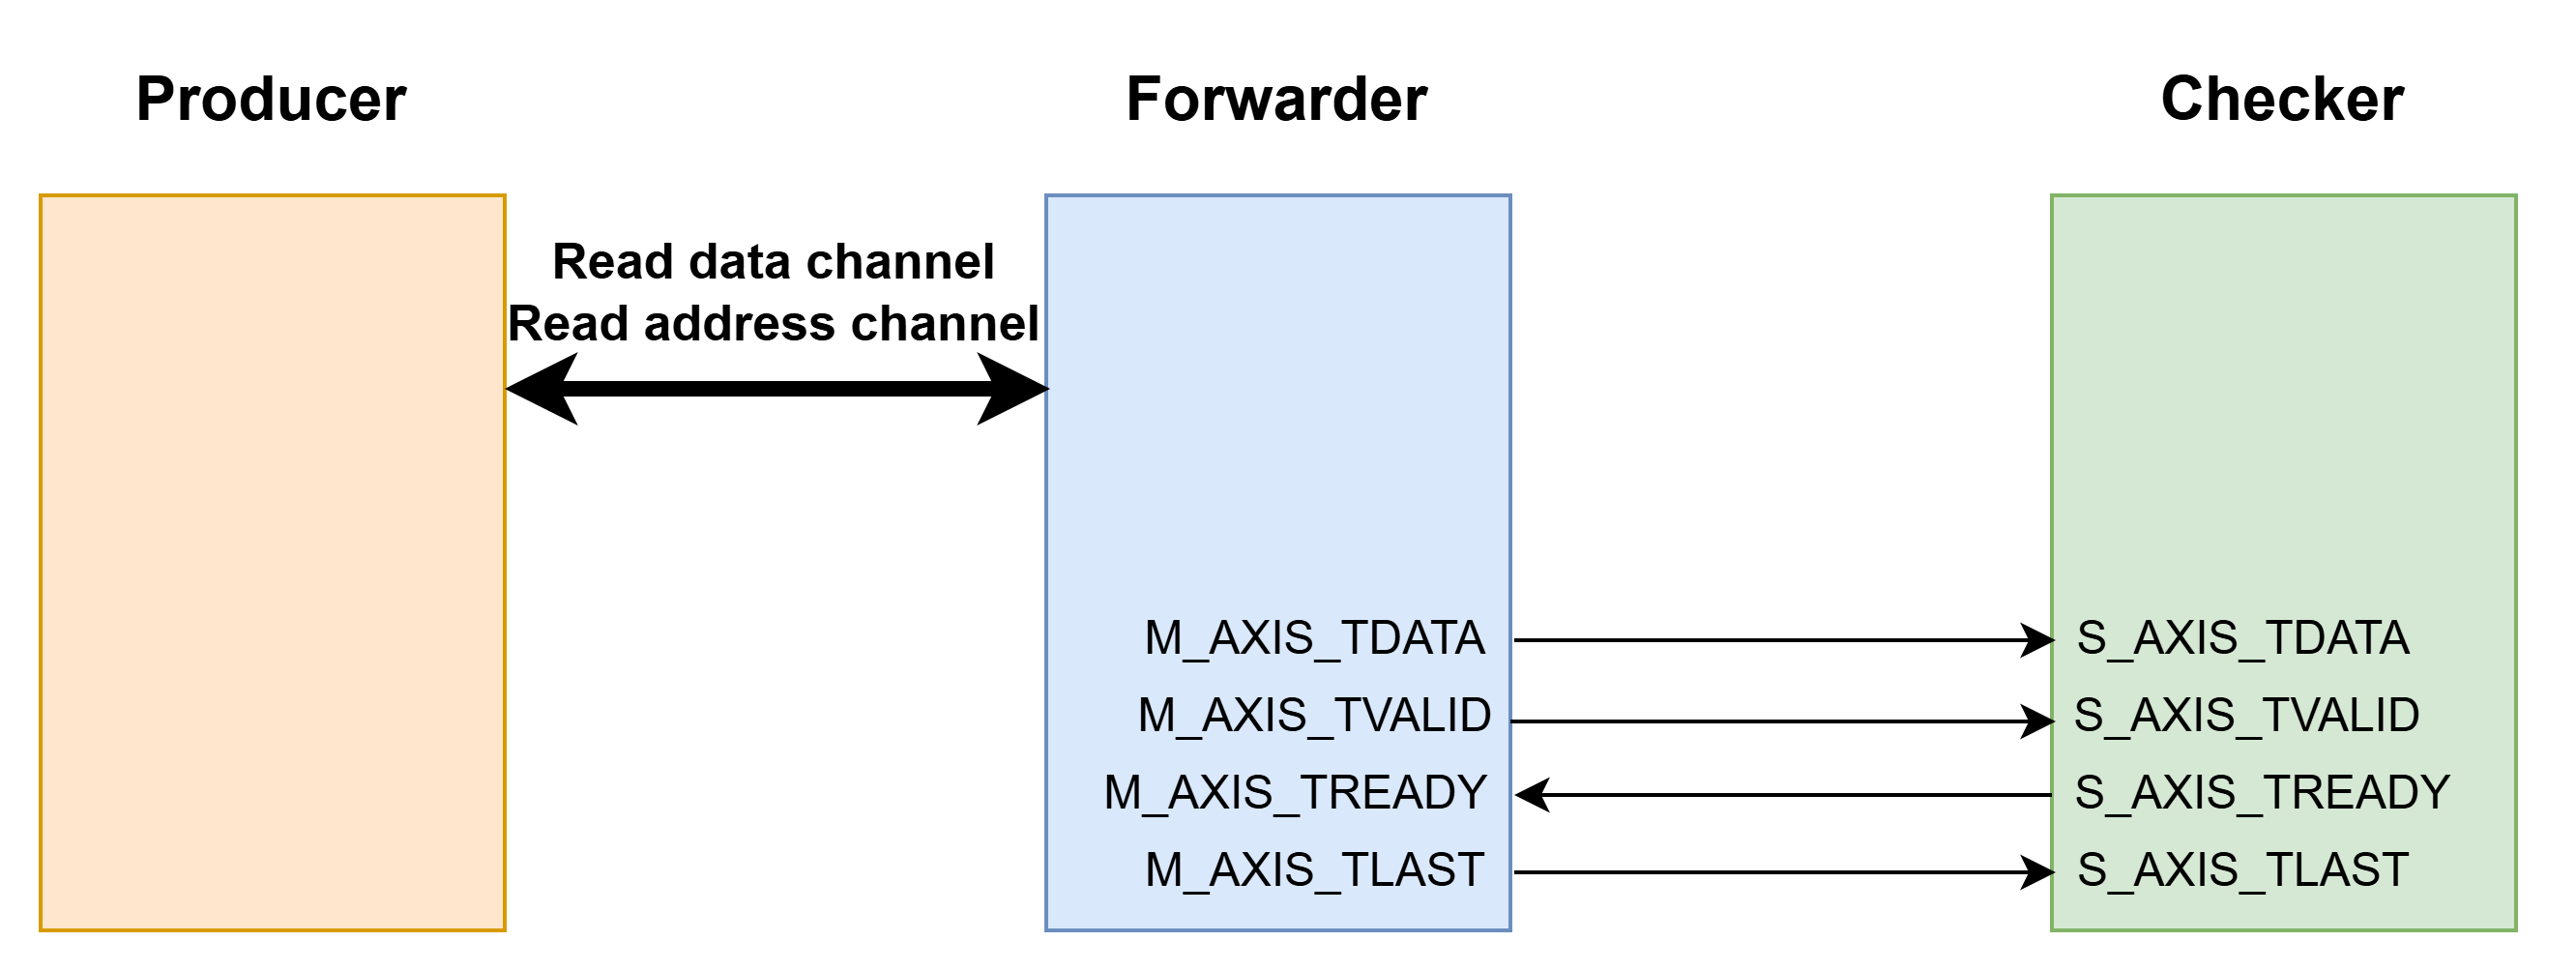 Producer
Forwarder
Checker
Read data channel
Read address channel
M_AXIS_TDATA
S_AXIS_TDATA
M_AXIS_TVALID
S_AXIS_TVALID
M_AXIS_TREADY
S_AXIS_TREADY
M_AXIS_TLAST
S_AXIS_TLAST